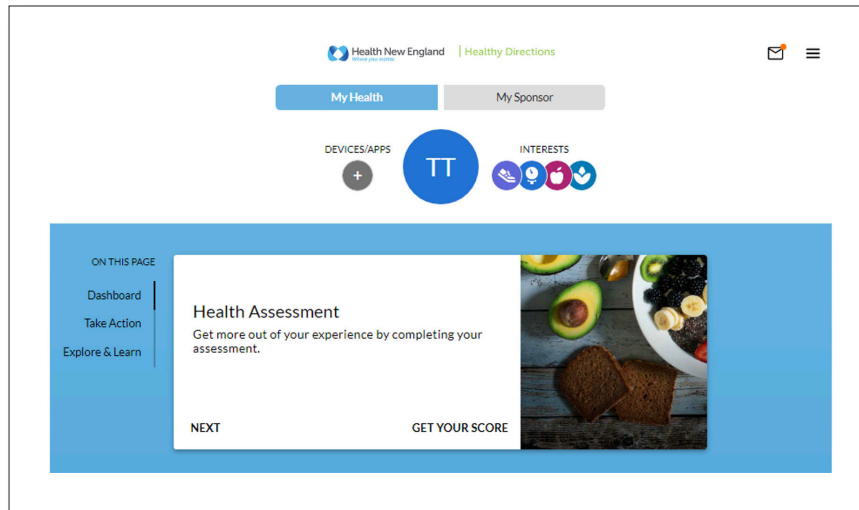 Health New England
Where you matter.
Healthy Directions
My Health
My Sponsor
DEVICES/APPS
TT
INTERESTS
ON THIS PAGE
Dashboard
Take Action
Explore & Learn
Health Assessment
Get more out of your experience by completing your
assessment.
NEXT
GET YOUR SCORE